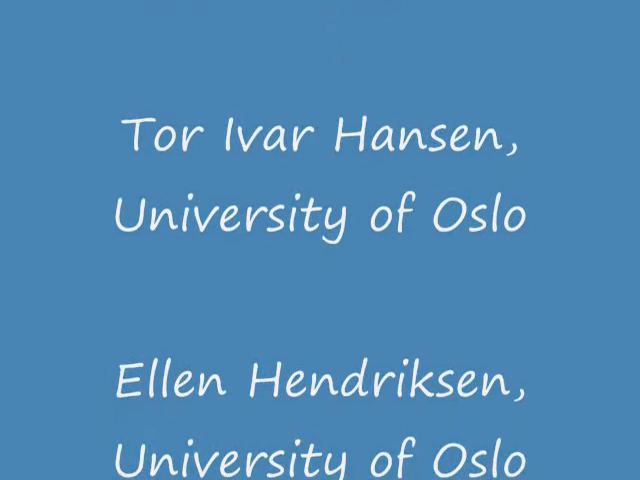 Tor Ivar Hansen,
University of Oslo
Ellen Hendriksen,
University of Oslo